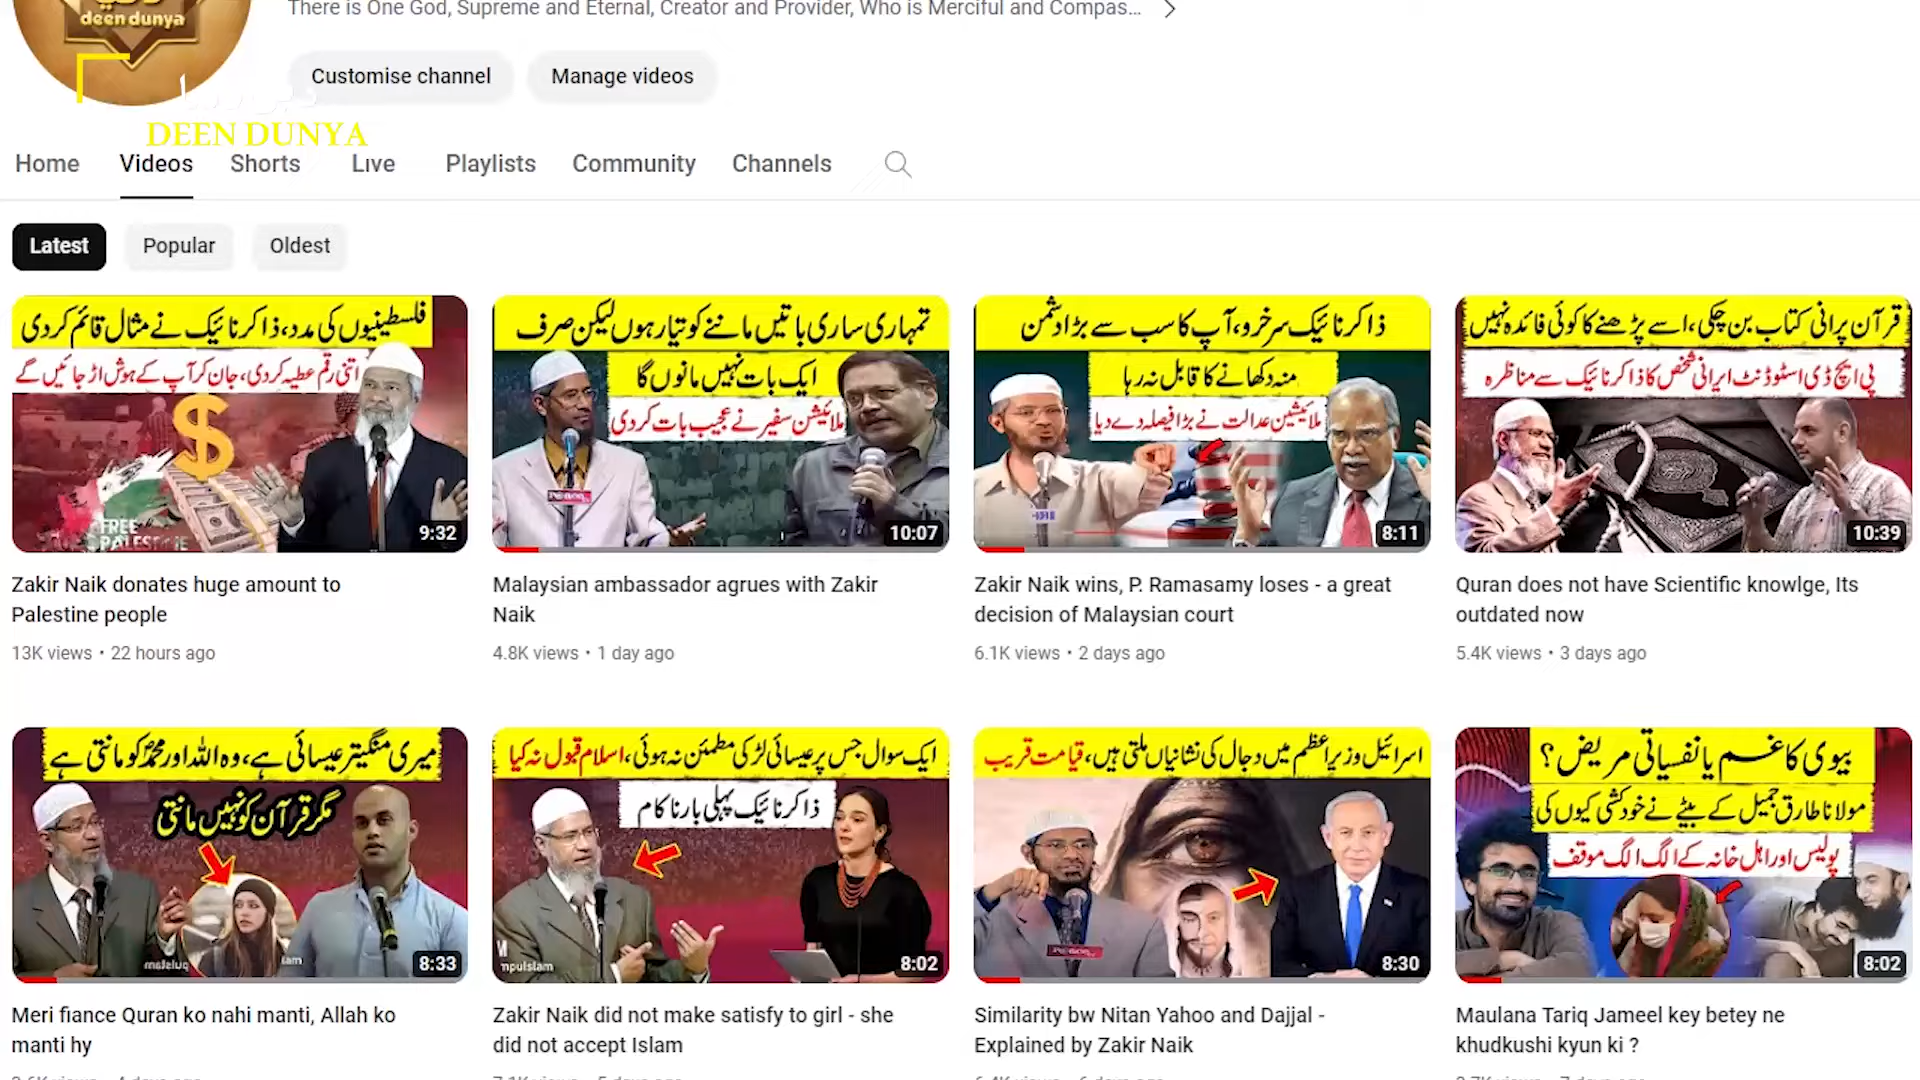 deen dunya
There is One God, Supreme and Eternal, Creator and Provider, Who is Merciful and Compas...
Customise channel
Manage videos
DEEN DUNYA
Home
Videos
Shorts
Live
Playlists
Community
Channels
Latest
Popular
Oldest
فلسطینیوں کی مدد، ذاکر نائیک نے مثال قائم کردی
اتنی رقم عطیہ کردی، جان کر آپ کے ہوش اڑ جائیں گے
$
FREE
PALESTINE
9:32
تمہاری ساری باتیں ماننے کو تیار ہوں لیکن صرف
ایک بات نہیں مانوں گا
ملائیشن سفیر نے عجیب بات کردی
10:07
ذاکر نائیک سرخرو، آپ کا سب سے بڑا دشمن
منہ دکھانے کا قابل نہ رہا
ملائیشین عدالت نے بڑا فیصلہ دے دیا
8:11
قرآن پرانی کتاب بن چکی، اسے پڑھنے کا کوئی فائدہ نہیں
پی ایچ ڈی اسٹوڈنٹ ایرانی شخص کا ذاکر نائیک سے مناظرہ
10:39
Zakir Naik donates huge amount to
Palestine people
13K views • 22 hours ago
Malaysian ambassador agrues with Zakir
Naik
4.8K views • 1 day ago
Zakir Naik wins, P. Ramasamy loses - a great
decision of Malaysian court
6.1K views • 2 days ago
Quran does not have Scientific knowlge, Its
outdated now
5.4K views • 3 days ago
میری منگیتر عیسائی ہے، وہ اللہ اور محمدؐ کو مانتی ہے
مگر قرآن کو نہیں مانتی
8:33
ایک سوال جس پر عیسائی لڑکی مطمئن نہ ہوئی، اسلام قبول نہ کیا
ذاکر نائیک پہلی بار ناکام
8:02
اسرائیل وزیراعظم میں دجال کی نشانیاں ملتی ہیں، قیامت قریب
8:30
بیوی کا غم یا نفسیاتی مریض؟
مولانا طارق جمیل کے بیٹے نے خودکشی کیوں کی
پولیس اور اہل خانہ کے الگ الگ موقف
8:02
Meri fiance Quran ko nahi manti, Allah ko
manti hy
Zakir Naik did not make satisfy to girl - she
did not accept Islam
Similarity bw Nitan Yahoo and Dajjal -
Explained by Zakir Naik
Maulana Tariq Jameel key betey ne
khudkushi kyun ki ?